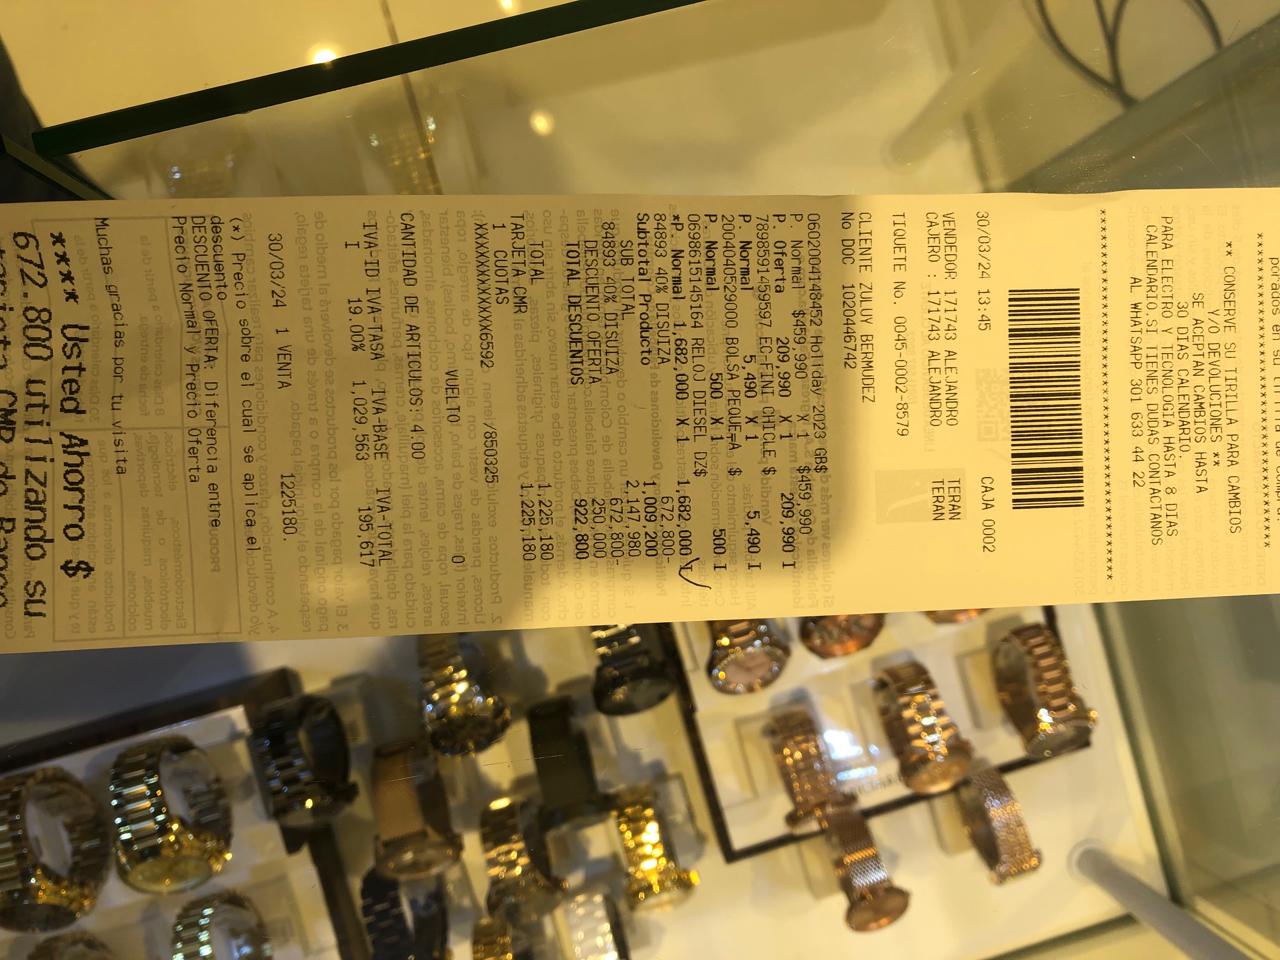 ** CONSERVE SU TIRILLA PARA CAMBIOS
Y/O DEVOLUCIONES **
SE ACEPTAN CAMBIOS HASTA
30 DIAS CALENDARIO.
PARA ELECTRO Y TECNOLOGIA HASTA 8 DIAS
CALENDARIO.SI TIENES DUDAS CONTACTANOS
AL WHATSAPP 301 633 44 22
****************************************
30/03/24 13:45 CAJA 0002
VENDEDOR 171743 ALEJANDRO TERAN
CAJERO : 171743 ALEJANDRO TERAN
TIQUETE No. 0045-0002-8579
CLIENTE ZULUY BERMUDEZ
No DOC 1020446742
0602004148452 Holliday 2023 GB$
P. Normal $459,990 X 1 $459,990
P. Oferta 209,990 X 1 209,990 I
7898591459597 EC-FINI CHICLE $
P. Normal 5,490 X 1 5,490 I
2004040529000 BOLSA PEQUE A $
P. Normal 500 X 1 500 I
0698615145164 RELOJ DIESEL DZ$
*P. Normal 1,682,000 X 1 1,682,000 I
84893 40% DISUIZA 672,800-
Subtotal Producto 1,009,200
SUB TOTAL 2,147,980
84893 40% DISUIZA 672,800-
DESCUENTO OFERTA 250,000-
TOTAL DESCUENTOS 922,800-
TOTAL 1,225,180
TARJETA CMR 1,225,180
1 CUOTAS
XXXXXXXXXXXX6592 /850325
VUELTO 0
CANTIDAD DE ARTICULOS:4.00
IVA-ID IVA-TASA IVA-BASE IVA-TOTAL
I 19.00% 1,029,563 195,617
30/03/24 1 VENTA 1225180.
(*) Precio sobre el cual se aplica el
descuento
DESCUENTO OFERTA: Diferencia entre
Precio Normal y Precio Oferta
Muchas gracias por tu visita
**** Usted Ahorro $
672.800 utilizando su
tarjeta CMR de Banco